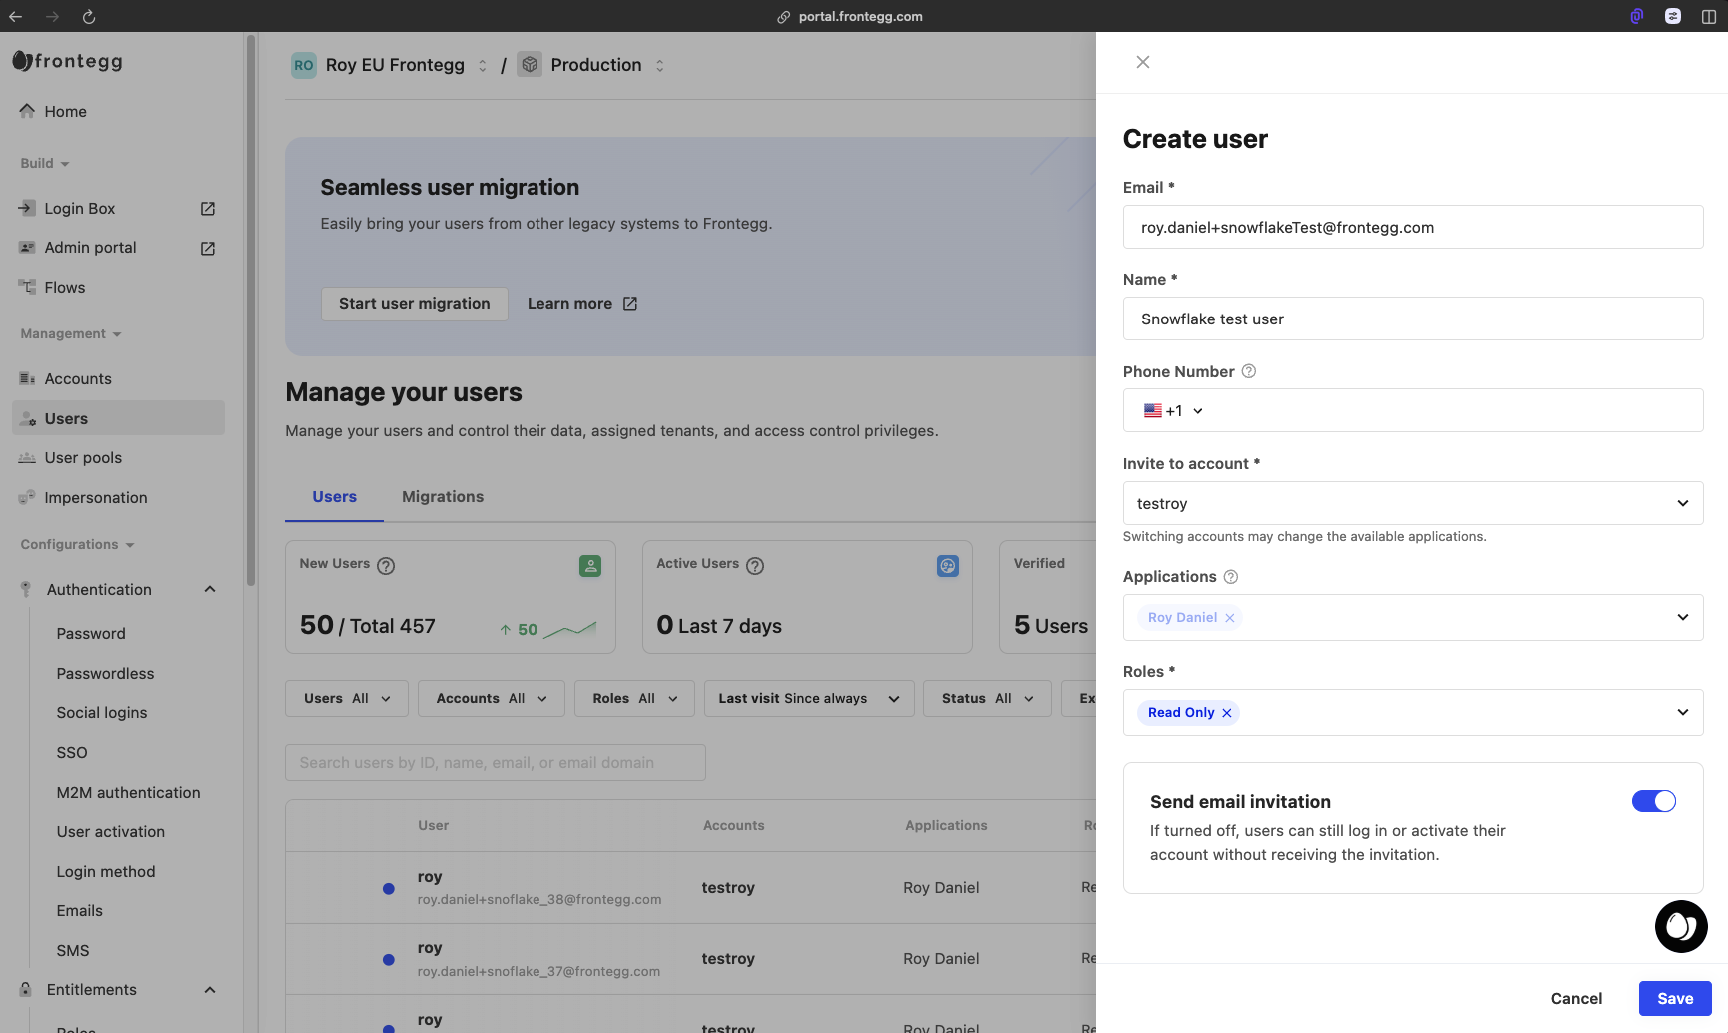 portal.frontegg.com
frontegg
Home
Build
Login Box
Admin portal
Flows
Management
Accounts
Users
User pools
Impersonation
Configurations
Authentication
Password
Passwordless
Social logins
SSO
M2M authentication
User activation
Login method
Emails
SMS
Entitlements
Roles
RO Roy EU Frontegg / Production
Seamless user migration
Easily bring your users from other legacy systems to Frontegg.
Start user migration Learn more
Manage your users
Manage your users and control their data, assigned tenants, and access control privileges.
Users Migrations
New Users
50 / Total 457
50
Active Users
0 Last 7 days
Verified
5 Users
Users All Accounts All Roles All Last visit Since always Status All Ex
Search users by ID, name, email, or email domain
User Accounts Applications Ro
roy
roy.daniel+snoflake_38@frontegg.com
testroy Roy Daniel Re
roy
roy.daniel+snoflake_37@frontegg.com
testroy Roy Daniel Re
roy
testroy Roy Daniel Re
Create user
Email *
roy.daniel+snowflakeTest@frontegg.com
Name *
Snowflake test user
Phone Number
+1
Invite to account *
testroy
Switching accounts may change the available applications.
Applications
Roy Daniel
Roles *
Read Only
Send email invitation
If turned off, users can still log in or activate their
account without receiving the invitation.
Cancel Save